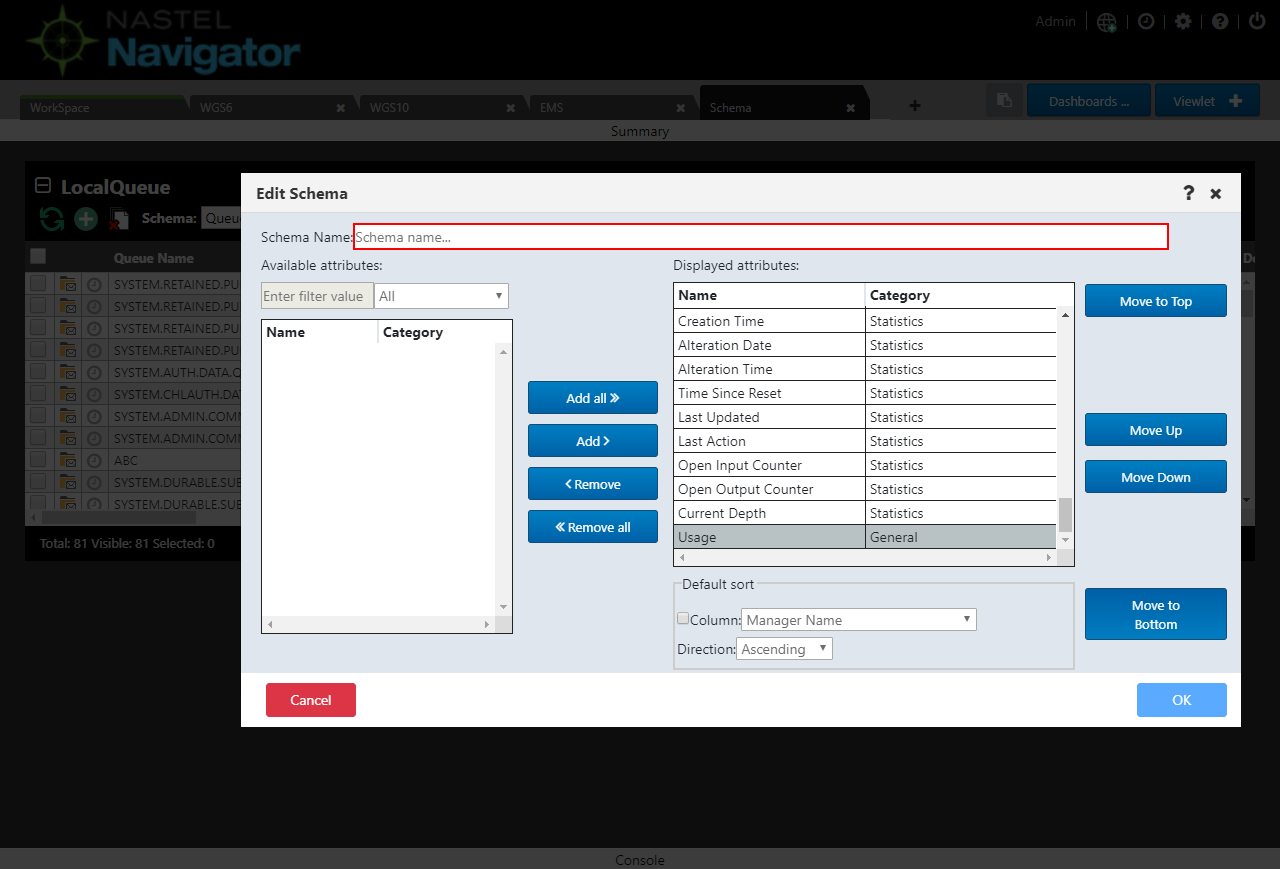 NASTEL
Navigator
Admin
WorkSpace
WGS6
WGS10
EMS
Schema
Dashboards ...
Viewlet
Summary
LocalQueue
Schema:
Queue Name
SYSTEM.RETAINED.PU
SYSTEM.RETAINED.PU
SYSTEM.RETAINED.PU
SYSTEM.RETAINED.PU
SYSTEM.AUTH.DATA.Q
SYSTEM.CHLAUTH.DA
SYSTEM.ADMIN.COMM
SYSTEM.ADMIN.COMM
ABC
SYSTEM.DURABLE.SUB
SYSTEM.DURABLE.SUB
Total: 81 Visible: 81 Selected: 0
Edit Schema
Schema Name: Schema name...
Available attributes:
Enter filter value All
Name Category
Add all
Add
Remove
Remove all
Displayed attributes:
Name Category
Creation Time Statistics
Alteration Date Statistics
Alteration Time Statistics
Time Since Reset Statistics
Last Updated Statistics
Last Action Statistics
Open Input Counter Statistics
Open Output Counter Statistics
Current Depth Statistics
Usage General
Default sort
Column: Manager Name
Direction: Ascending
Move to Top
Move Up
Move Down
Move to
Bottom
Cancel
OK
Console